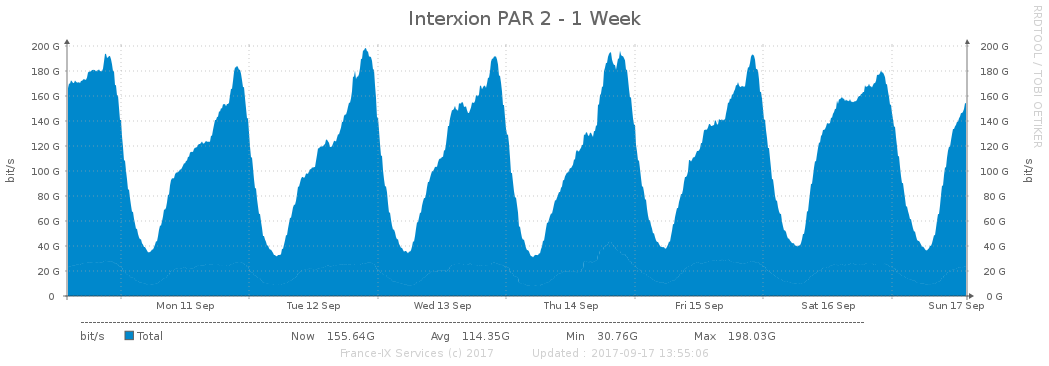 Interxion PAR 2 - 1 Week
RRDTOOL / TOBI OETIKER
200 G 200 G
180 G 180 G
160 G 160 G
140 G 140 G
120 G 120 G
100 G 100 G
80 G 80 G
60 G 60 G
40 G 40 G
20 G 20 G
0 0 G
bit/s
bit/s
Mon 11 Sep Tue 12 Sep Wed 13 Sep Thu 14 Sep Fri 15 Sep Sat 16 Sep Sun 17 Sep
bit/s Total Now 155.64G Avg 114.35G Min 30.76G Max 198.03G
France-IX Services (c) 2017 Updated : 2017-09-17 13:55:06